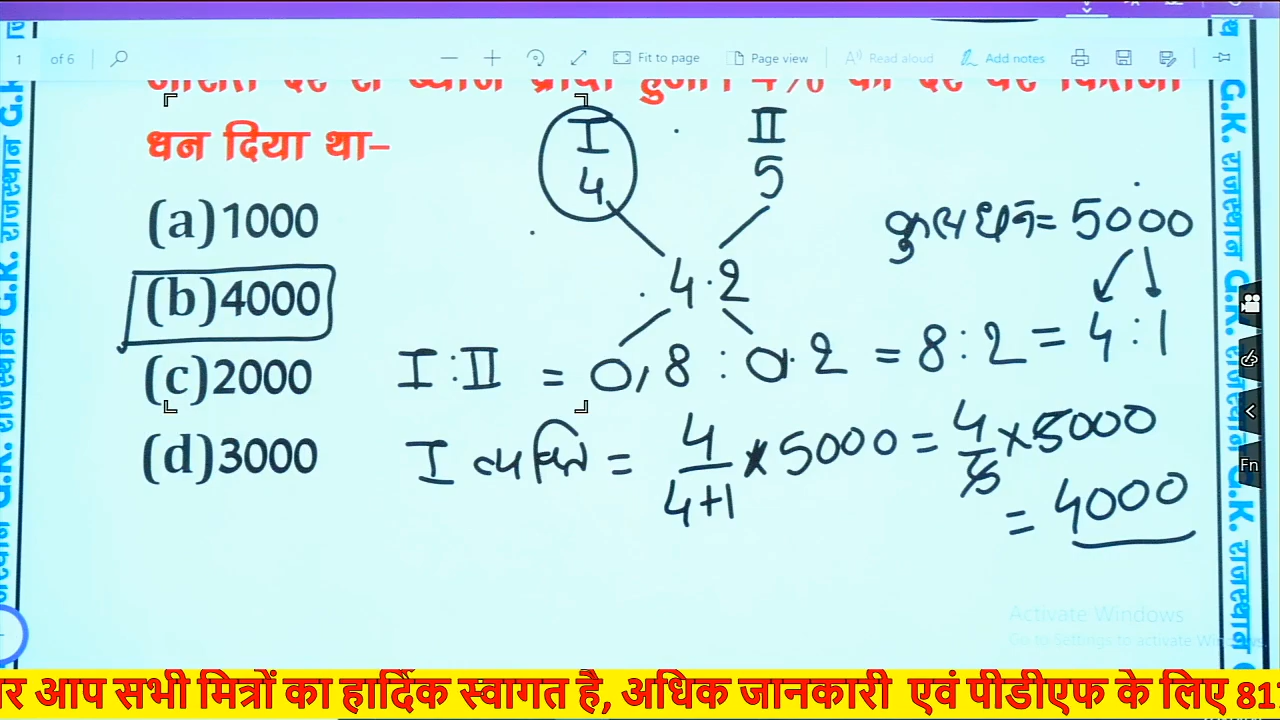 1 of 6 Fit to page Page view Read aloud Add notes
धन दिया था–
I II
4 5
(a)1000
कुल धन = 5000
(b)4000
4.2
(c)2000
I : II = 0.8 : 0.2 = 8 : 2 = 4 : 1
(d)3000
I व्यक्ति = 4/4+1 × 5000 = 4/5 × 5000
= 4000
Fn
G.K. राजस्थान G.K. राजस्थान G.K. राजस्थान
Activate Windows
Go to Settings to activate Windows.
आप सभी मित्रों का हार्दिक स्वागत है, अधिक जानकारी एवं पीडीएफ के लिए 81